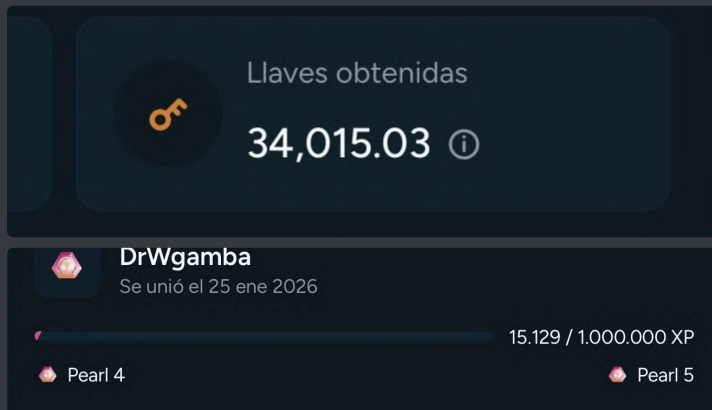 Llaves obtenidas
34,015.03
DrWgamba
Se unió el 25 ene 2026
15.129 / 1.000.000 XP
Pearl 4
Pearl 5